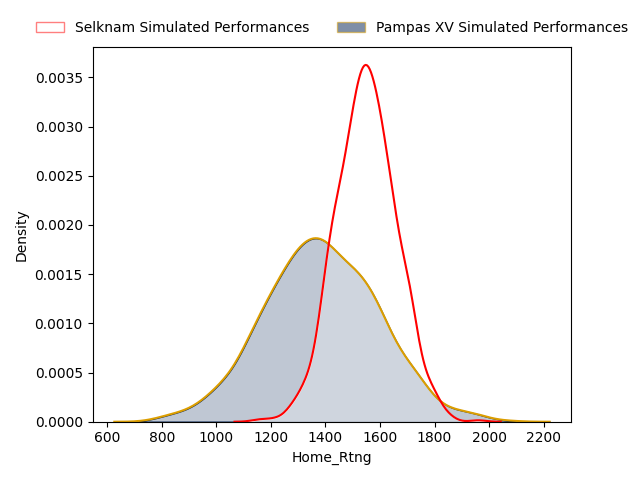 Selknam Simulated Performances
Pampas XV Simulated Performances
0.0035
0.0030
0.0025
0.0020
0.0015
0.0010
0.0005
0.0000
Density
600 800 1000 1200 1400 1600 1800 2000 2200
Home_Rtng